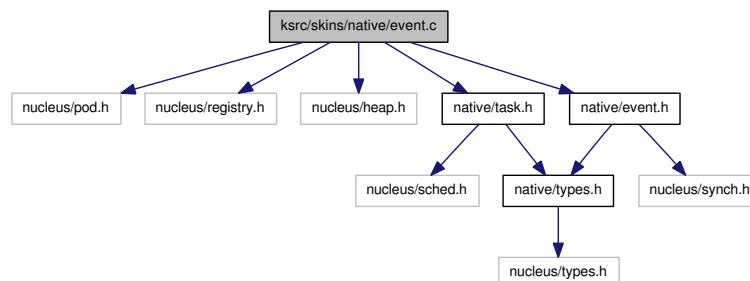 ksrc/skins/native/event.c
nucleus/pod.h
nucleus/registry.h
nucleus/heap.h
native/task.h
native/event.h
nucleus/sched.h
native/types.h
nucleus/synch.h
nucleus/types.h